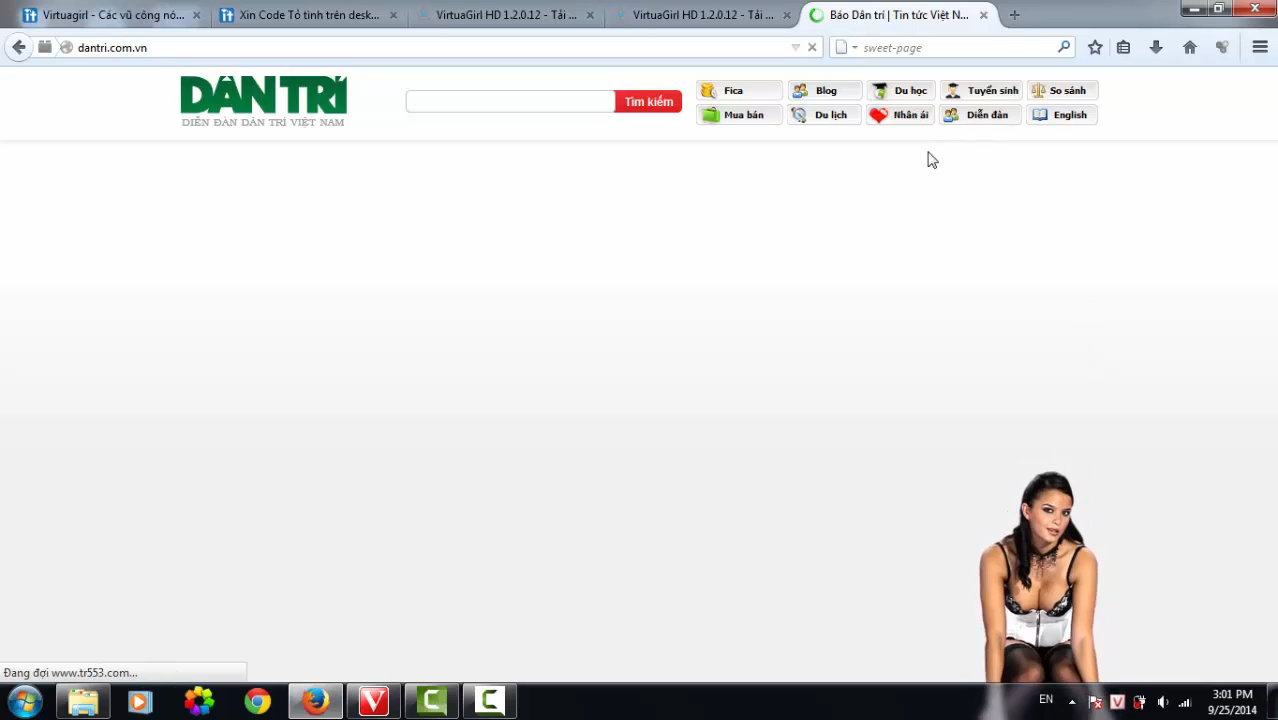 Virtuagirl - Các vũ công nó...
Xin Code Tỏ tình trên desk...
VirtuaGirl HD 1.2.0.12 - Tải ...
VirtuaGirl HD 1.2.0.12 - Tải ...
Báo Dân trí | Tin tức Việt N...
dantri.com.vn
sweet-page
DÂN TRÍ
DIỄN ĐÀN DÂN TRÍ VIỆT NAM
Tìm kiếm
Fica
Blog
Du học
Tuyển sinh
So sánh
Mua bán
Du lịch
Nhân ái
Diễn đàn
English
Đang đợi www.tr553.com...
EN
3:01 PM
9/25/2014